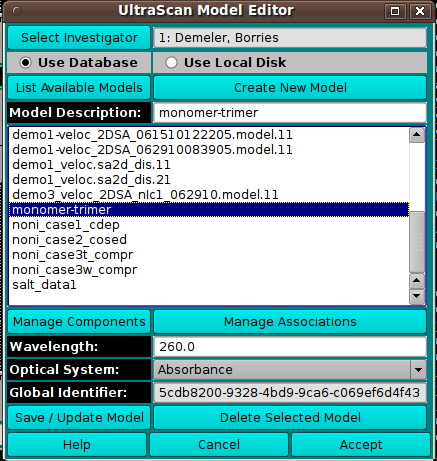 UltraScan Model Editor
Select Investigator 1: Demeler, Borries
Use Database Use Local Disk
List Available Models Create New Model
Model Description: monomer-trimer
demo1-veloc_2DSA_061510122205.model.11
demo1-veloc_2DSA_062910083905.model.11
demo1_veloc.sa2d_dis.11
demo1_veloc.sa2d_dis.21
demo3_veloc_2DSA_nlc1_062910.model.11
monomer-trimer
noni_case1_cdep
noni_case2_cosed
noni_case3t_compr
noni_case3w_compr
salt_data1
Manage Components Manage Associations
Wavelength: 260.0
Optical System: Absorbance
Global Identifier: 5cdb8200-9328-4bd9-9ca6-c069ef6d4f43
Save / Update Model Delete Selected Model
Help Cancel Accept